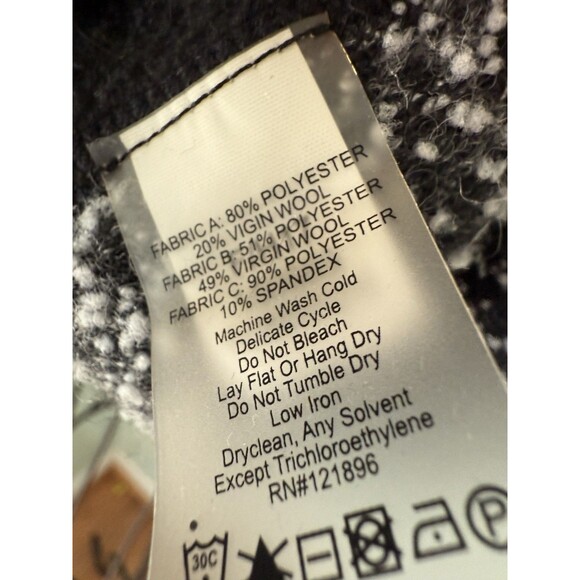 FABRIC A: 80% POLYESTER
20% VIGIN WOOL
FABRIC B: 51% POLYESTER
49% VIRGIN WOOL
FABRIC C: 90% POLYESTER
10% SPANDEX
Machine Wash Cold
Delicate Cycle
Do Not Bleach
Lay Flat Or Hang Dry
Do Not Tumble Dry
Low Iron
Dryclean, Any Solvent
Except Trichloroethylene
RN#121896
30C P